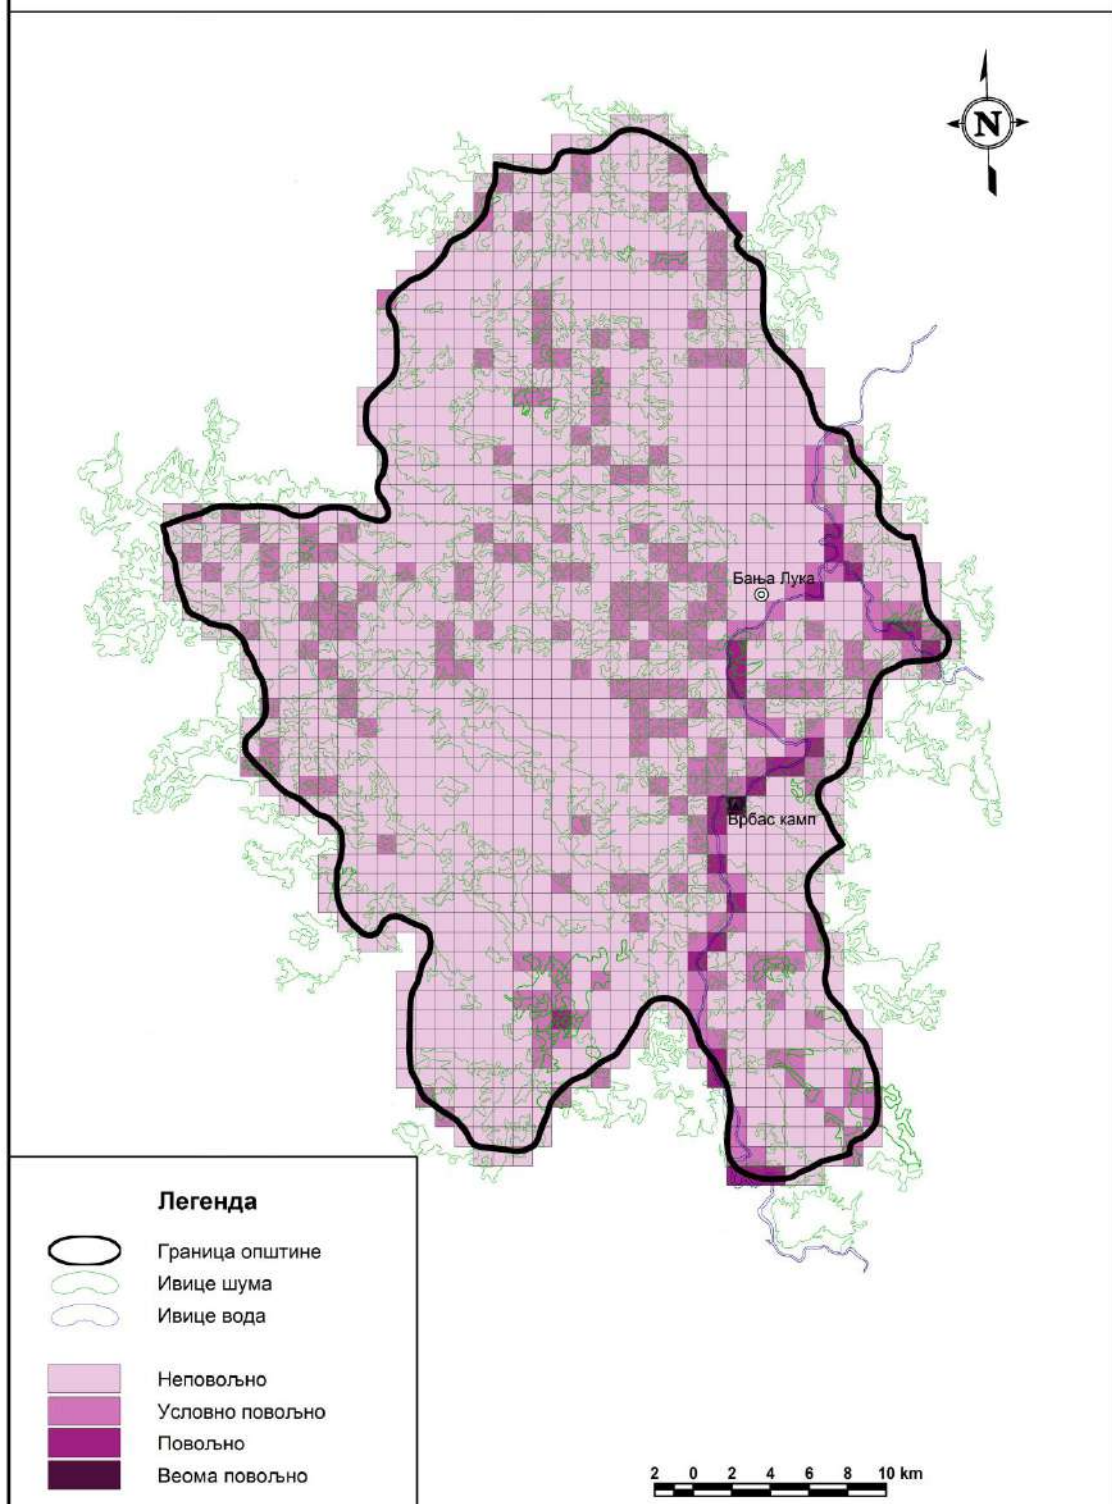 N
Бања Лука
Врбас камп
Легенда
Граница општине
Ивице шума
Ивице вода
Неповољно
Условно повољно
Повољно
Веома повољно
2 0 2 4 6 8 10 km